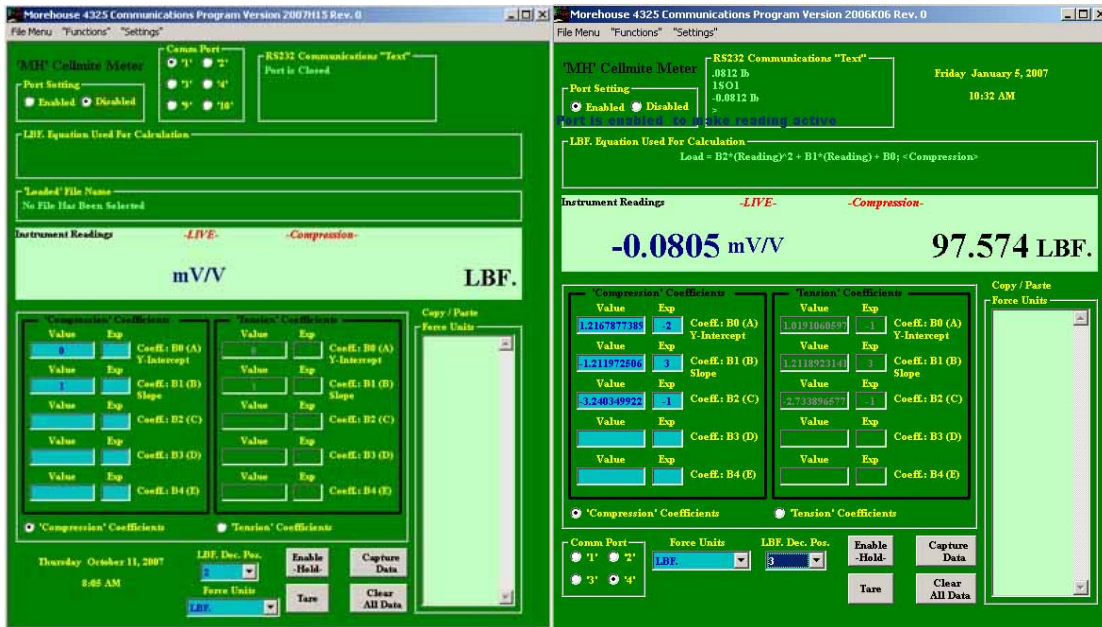 Morehouse 4325 Communications Program Version 2007H15 Rev. 0
File Menu "Functions" "Settings"
'MH' Cellmite Meter
Port Setting
Enabled Disabled
Comm Port
'1' '2'
'3' '4'
'9' '10'
RS232 Communications "Text"
Port is Closed
LBF. Equation Used For Calculation
'Loaded' File Name
No File Has Been Selected
Instrument Readings -LIVE- -Compression-
mV/V LBF.
'Compression' Coefficients 'Tension' Coefficients
Value Exp Value Exp
0 Coeff.: B0 (A) 0 Coeff.: B0 (A)
Y-Intercept Y-Intercept
Value Exp Value Exp
1 Coeff.: B1 (B) 1 Coeff.: B1 (B)
Slope Slope
Value Exp Value Exp
Coeff.: B2 (C) Coeff.: B2 (C)
Value Exp Value Exp
Coeff.: B3 (D) Coeff.: B3 (D)
Value Exp Value Exp
Coeff.: B4 (E) Coeff.: B4 (E)
'Compression' Coefficients 'Tension' Coefficients
Copy / Paste
Force Units
Thursday October 11, 2007
8:05 AM
LBF. Dec. Pos.
2
Force Units
LBF.
Enable
-Hold-
Capture
Data
Tare
Clear
All Data
Morehouse 4325 Communications Program Version 2006K06 Rev. 0
File Menu "Functions" "Settings"
'MH' Cellmite Meter
Port Setting
Enabled Disabled
Port is enabled to make reading active
RS232 Communications "Text"
.0812 lb
1SO1
-0.0812 lb
>
Friday January 5, 2007
10:32 AM
LBF. Equation Used For Calculation
Load = B2*(Reading)^2 + B1*(Reading) + B0; <Compression>
Instrument Readings -LIVE- -Compression-
-0.0805 mV/V 97.574 LBF.
'Compression' Coefficients 'Tension' Coefficients
Value Exp Value Exp
1.2167877389 -2 Coeff.: B0 (A) 1.0191060597 -1 Coeff.: B0 (A)
Y-Intercept Y-Intercept
Value Exp Value Exp
-1.211972506 3 Coeff.: B1 (B) 1.2118923141 3 Coeff.: B1 (B)
Slope Slope
Value Exp Value Exp
-3.240349922 -1 Coeff.: B2 (C) -2.733896577 -1 Coeff.: B2 (C)
Value Exp Value Exp
Coeff.: B3 (D) Coeff.: B3 (D)
Value Exp Value Exp
Coeff.: B4 (E) Coeff.: B4 (E)
'Compression' Coefficients 'Tension' Coefficients
Copy / Paste
Force Units
Comm Port
'1' '2'
'3' '4'
Force Units
LBF.
LBF. Dec. Pos.
3
Enable
-Hold-
Capture
Data
Tare
Clear
All Data